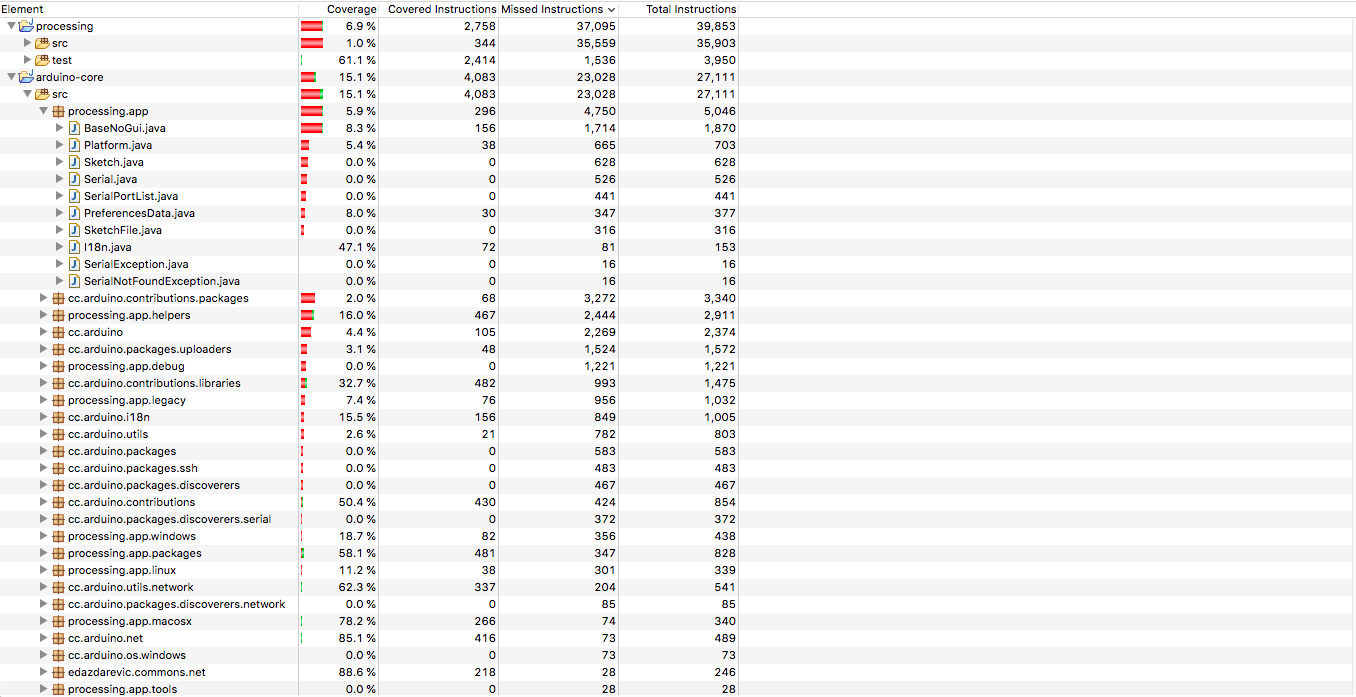 Element Coverage Covered Instructions Missed Instructions Total Instructions
processing 6.9 % 2,758 37,095 39,853
src 1.0 % 344 35,559 35,903
test 61.1 % 2,414 1,536 3,950
arduino-core 15.1 % 4,083 23,028 27,111
src 15.1 % 4,083 23,028 27,111
processing.app 5.9 % 296 4,750 5,046
BaseNoGui.java 8.3 % 156 1,714 1,870
Platform.java 5.4 % 38 665 703
Sketch.java 0.0 % 0 628 628
Serial.java 0.0 % 0 526 526
SerialPortList.java 0.0 % 0 441 441
PreferencesData.java 8.0 % 30 347 377
SketchFile.java 0.0 % 0 316 316
I18n.java 47.1 % 72 81 153
SerialException.java 0.0 % 0 16 16
SerialNotFoundException.java 0.0 % 0 16 16
cc.arduino.contributions.packages 2.0 % 68 3,272 3,340
processing.app.helpers 16.0 % 467 2,444 2,911
cc.arduino 4.4 % 105 2,269 2,374
cc.arduino.packages.uploaders 3.1 % 48 1,524 1,572
processing.app.debug 0.0 % 0 1,221 1,221
cc.arduino.contributions.libraries 32.7 % 482 993 1,475
processing.app.legacy 7.4 % 76 956 1,032
cc.arduino.i18n 15.5 % 156 849 1,005
cc.arduino.utils 2.6 % 21 782 803
cc.arduino.packages 0.0 % 0 583 583
cc.arduino.packages.ssh 0.0 % 0 483 483
cc.arduino.packages.discoverers 0.0 % 0 467 467
cc.arduino.contributions 50.4 % 430 424 854
cc.arduino.packages.discoverers.serial 0.0 % 0 372 372
processing.app.windows 18.7 % 82 356 438
processing.app.packages 58.1 % 481 347 828
processing.app.linux 11.2 % 38 301 339
cc.arduino.utils.network 62.3 % 337 204 541
cc.arduino.packages.discoverers.network 0.0 % 0 85 85
processing.app.macosx 78.2 % 266 74 340
cc.arduino.net 85.1 % 416 73 489
cc.arduino.os.windows 0.0 % 0 73 73
edazdarevic.commons.net 88.6 % 218 28 246
processing.app.tools 0.0 % 0 28 28